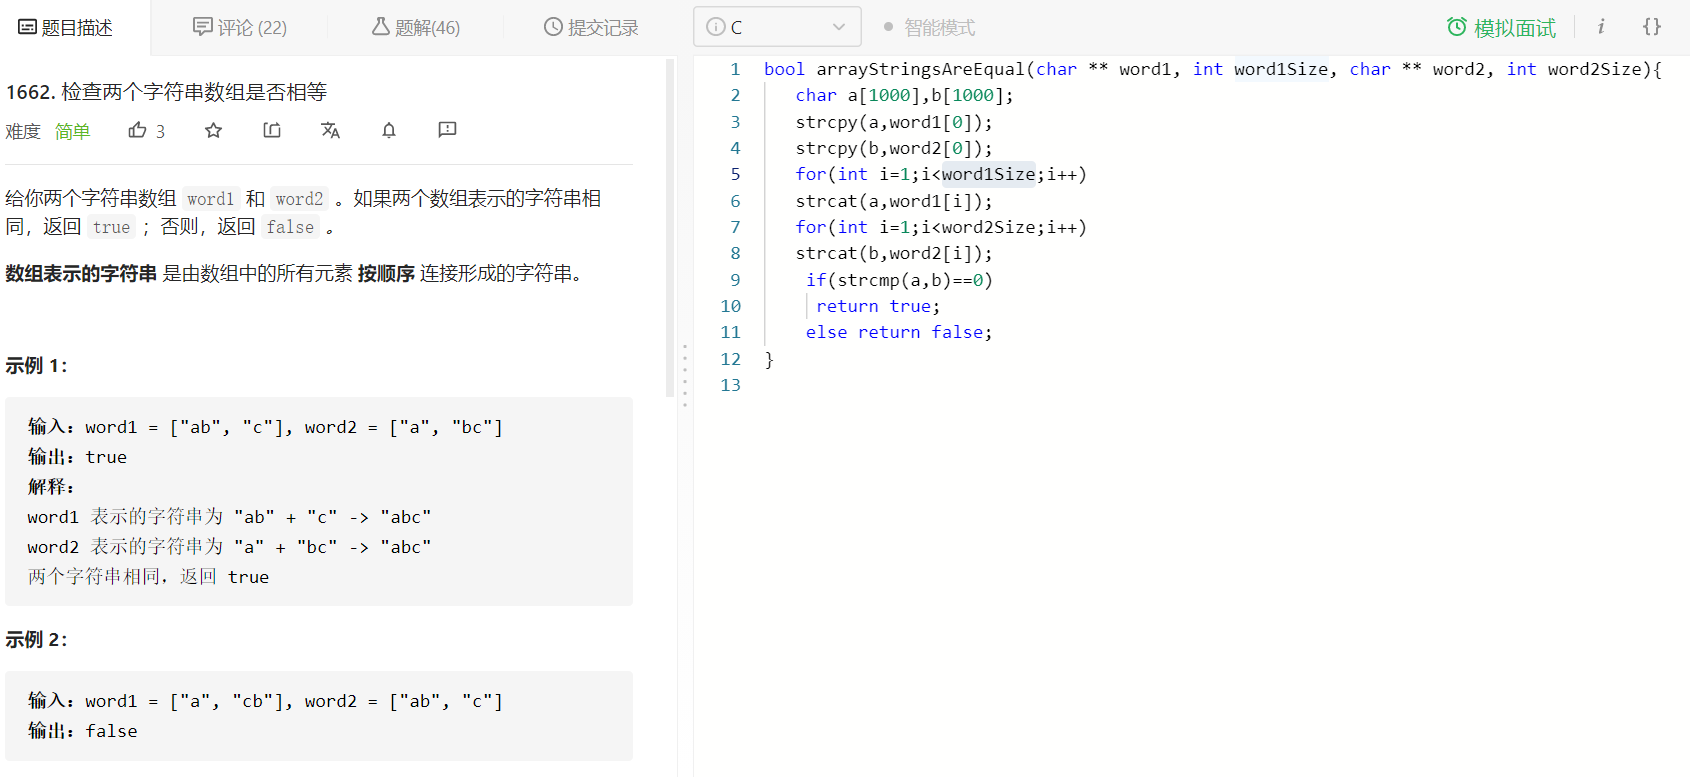 题目描述
评论 (22)
题解(46)
提交记录
1662. 检查两个字符串数组是否相等
难度 简单 3
给你两个字符串数组 word1 和 word2 。如果两个数组表示的字符串相
同，返回 true ；否则，返回 false 。
数组表示的字符串 是由数组中的所有元素 按顺序 连接形成的字符串。
示例 1：
输入：word1 = ["ab", "c"], word2 = ["a", "bc"]
输出：true
解释：
word1 表示的字符串为 "ab" + "c" -> "abc"
word2 表示的字符串为 "a" + "bc" -> "abc"
两个字符串相同，返回 true
示例 2：
输入：word1 = ["a", "cb"], word2 = ["ab", "c"]
输出：false
C
智能模式
模拟面试
i
{}
1 bool arrayStringsAreEqual(char ** word1, int word1Size, char ** word2, int word2Size){
2 char a[1000],b[1000];
3 strcpy(a,word1[0]);
4 strcpy(b,word2[0]);
5 for(int i=1;i<word1Size;i++)
6 strcat(a,word1[i]);
7 for(int i=1;i<word2Size;i++)
8 strcat(b,word2[i]);
9 if(strcmp(a,b)==0)
10 return true;
11 else return false;
12 }
13